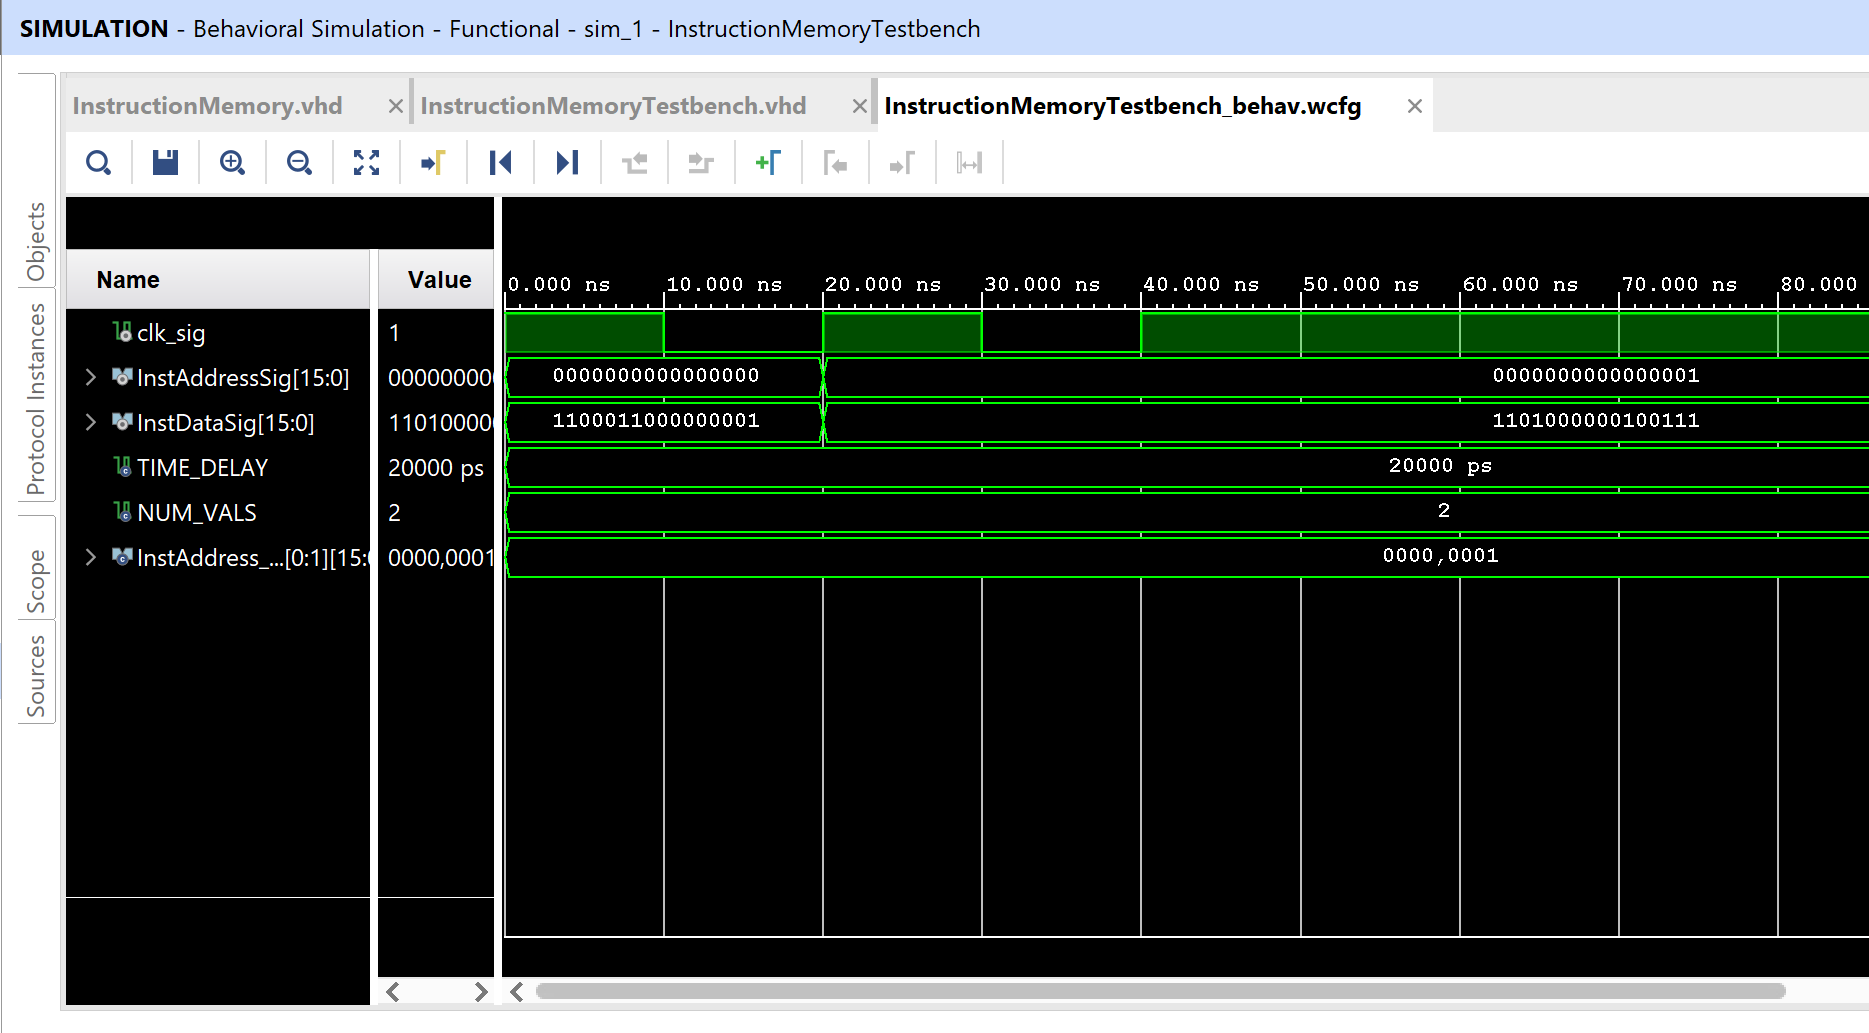 SIMULATION - Behavioral Simulation - Functional - sim_1 - InstructionMemoryTestbench
InstructionMemory.vhd × InstructionMemoryTestbench.vhd × InstructionMemoryTestbench_behav.wcfg ×
Objects
Protocol Instances
Scope
Sources
Name Value
0.000 ns 10.000 ns 20.000 ns 30.000 ns 40.000 ns 50.000 ns 60.000 ns 70.000 ns 80.000
clk_sig 1
InstAddressSig[15:0] 000000000 0000000000000000 0000000000000001
InstDataSig[15:0] 11010000 1100011000000001 1101000000100111
TIME_DELAY 20000 ps 20000 ps
NUM_VALS 2 2
InstAddress_...[0:1][15:0 0000,0001 0000,0001